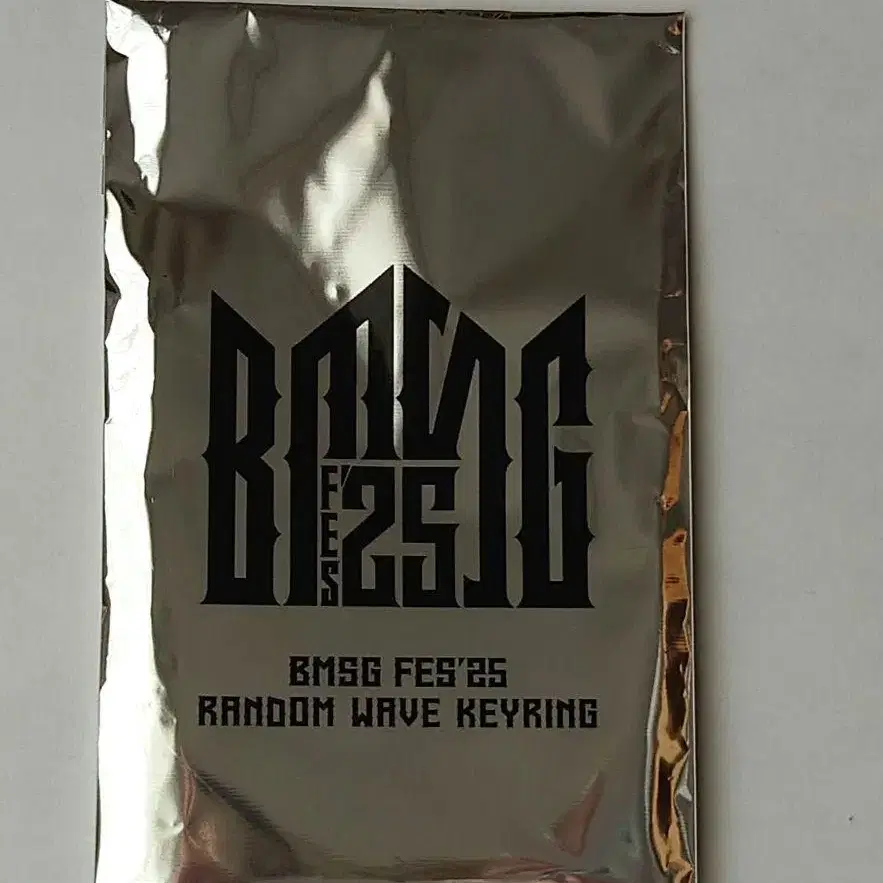 BMSG
FES'25
BMSG FES'25
RANDOM WAVE KEYRING